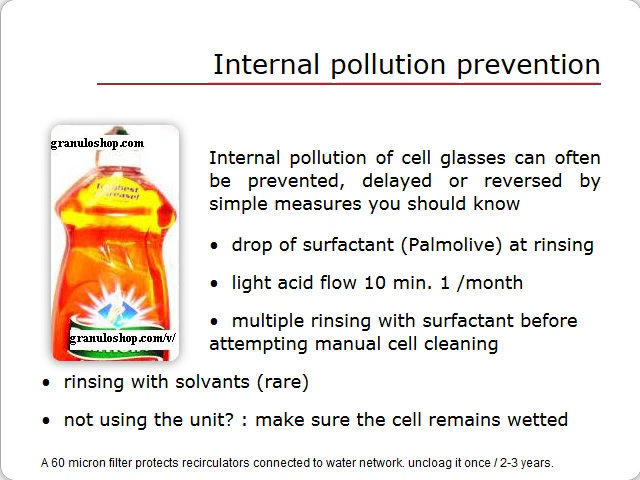 Internal pollution prevention
granuloshop.com
toughest
grease!
granuloshop.com/v/
Internal pollution of cell glasses can often
be prevented, delayed or reversed by
simple measures you should know
• drop of surfactant (Palmolive) at rinsing
• light acid flow 10 min. 1 /month
• multiple rinsing with surfactant before
attempting manual cell cleaning
• rinsing with solvants (rare)
• not using the unit? : make sure the cell remains wetted
A 60 micron filter protects recirculators connected to water network. uncloag it once / 2-3 years.